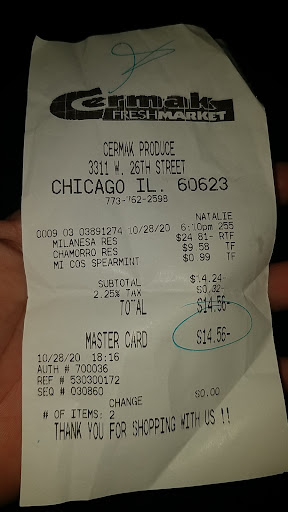 Cermak
FRESH MARKET
CERMAK PRODUCE
3311 W. 26TH STREET
CHICAGO IL. 60623
773-762-2598
NATALIE
0009 03 03891274 10/28/20 6:10pm 255
MILANESA RES $24 81- RTF
CHAMORRO RES $9 58 TF
MI COS SPEARMINT $0 99 TF
SUBTOTAL $14.24-
2.25% TAX $0.32-
TOTAL $14.56-
MASTER CARD $14.56-
10/28/20 18:16
AUTH # 700036
REF # 530300172
SEQ # 030860
CHANGE $0.00
# OF ITEMS: 2
THANK YOU FOR SHOPPING WITH US !!